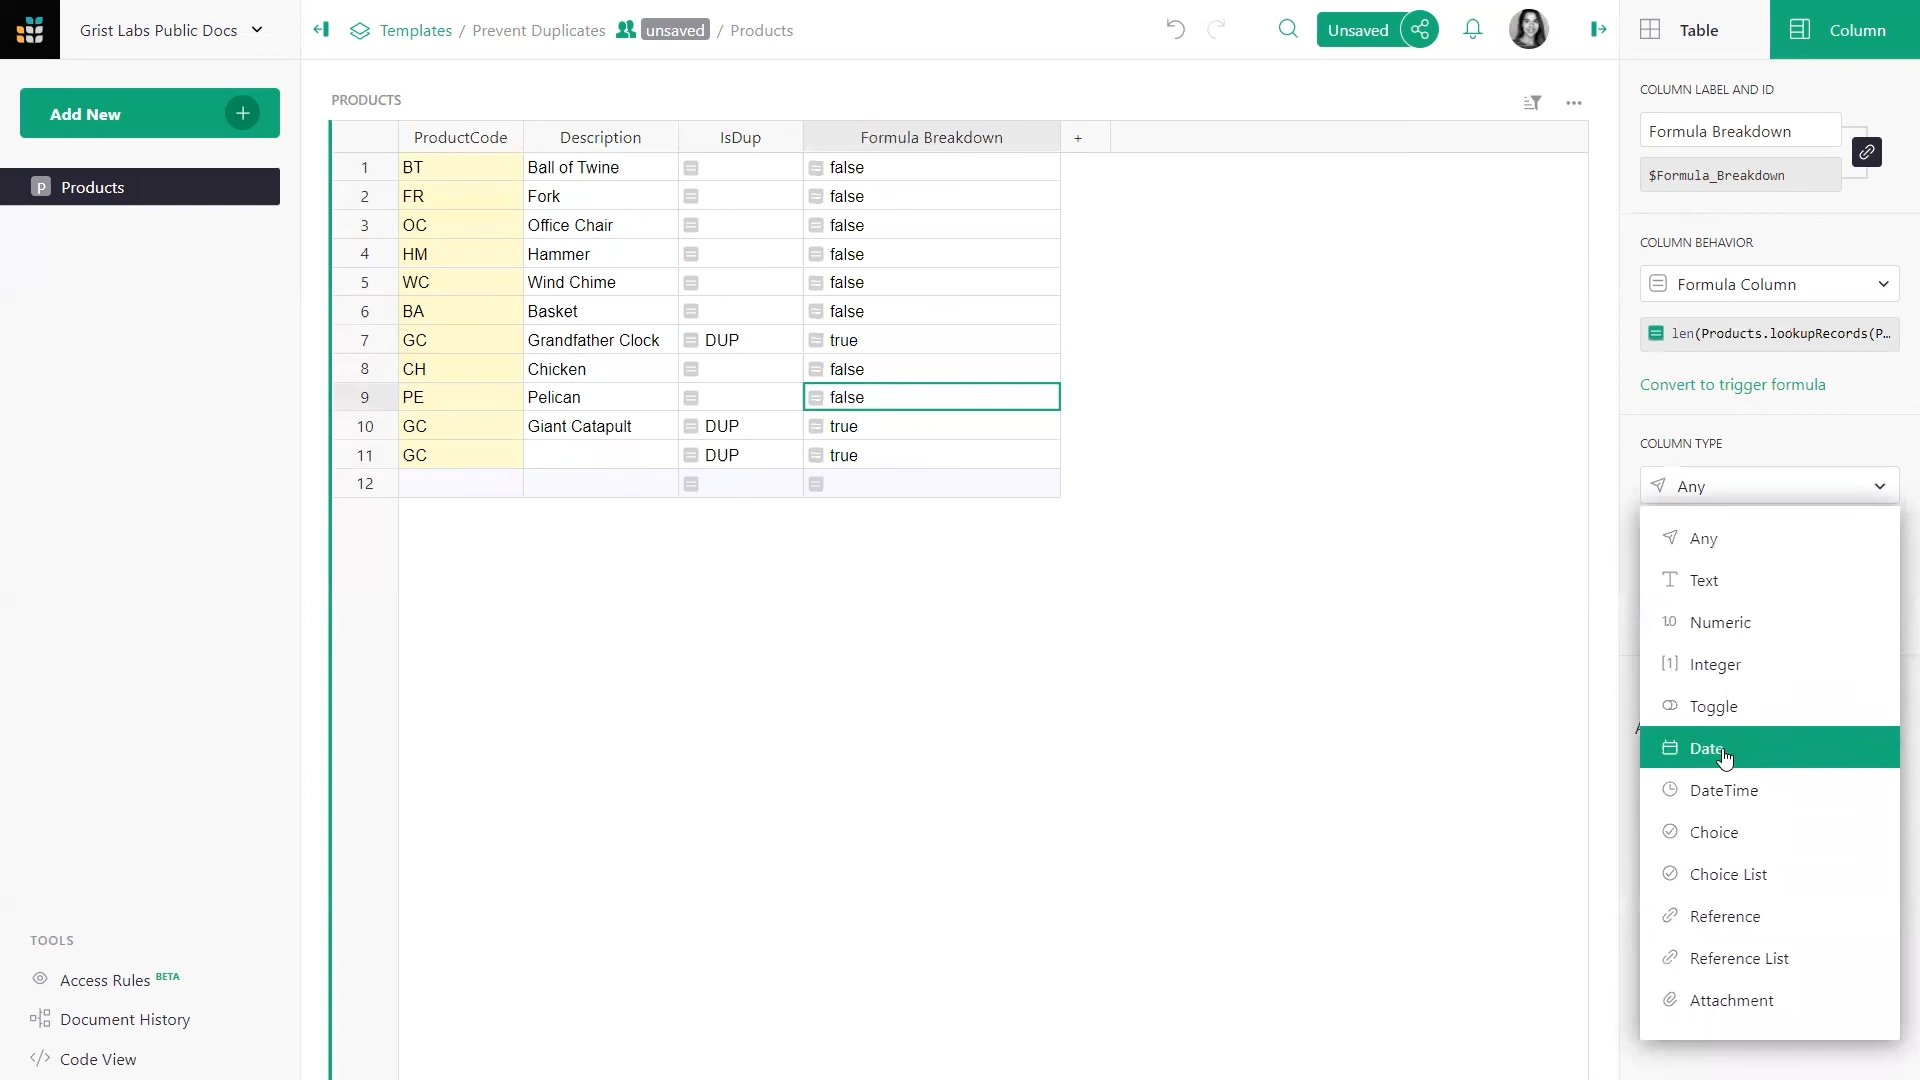 Grist Labs Public Docs
Templates / Prevent Duplicates unsaved / Products
Unsaved
Table
Column
Add New
Products
TOOLS
Access Rules BETA
Document History
Code View
PRODUCTS
ProductCode Description IsDup Formula Breakdown +
1 BT Ball of Twine false
2 FR Fork false
3 OC Office Chair false
4 HM Hammer false
5 WC Wind Chime false
6 BA Basket false
7 GC Grandfather Clock DUP true
8 CH Chicken false
9 PE Pelican false
10 GC Giant Catapult DUP true
11 GC DUP true
12
COLUMN LABEL AND ID
Formula Breakdown
$Formula_Breakdown
COLUMN BEHAVIOR
Formula Column
len(Products.lookupRecords(P…
Convert to trigger formula
COLUMN TYPE
Any
Any
Text
1.0 Numeric
[1] Integer
Toggle
Date
DateTime
Choice
Choice List
Reference
Reference List
Attachment